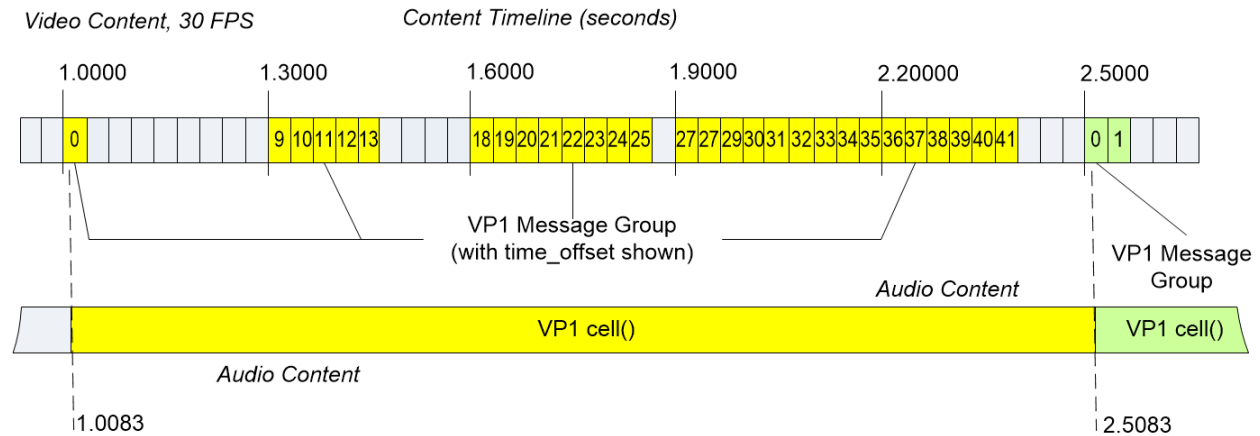 Video Content, 30 FPS Content Timeline (seconds)
1.0000 1.3000 1.6000 1.9000 2.20000 2.5000
0 9 10 11 12 13 18 19 20 21 22 23 24 25 27 27 29 30 31 32 33 34 35 36 37 38 39 40 41 0 1
VP1 Message Group
(with time_offset shown)
VP1 Message
Group
Audio Content
VP1 cell() VP1 cell()
Audio Content
1.0083 2.5083